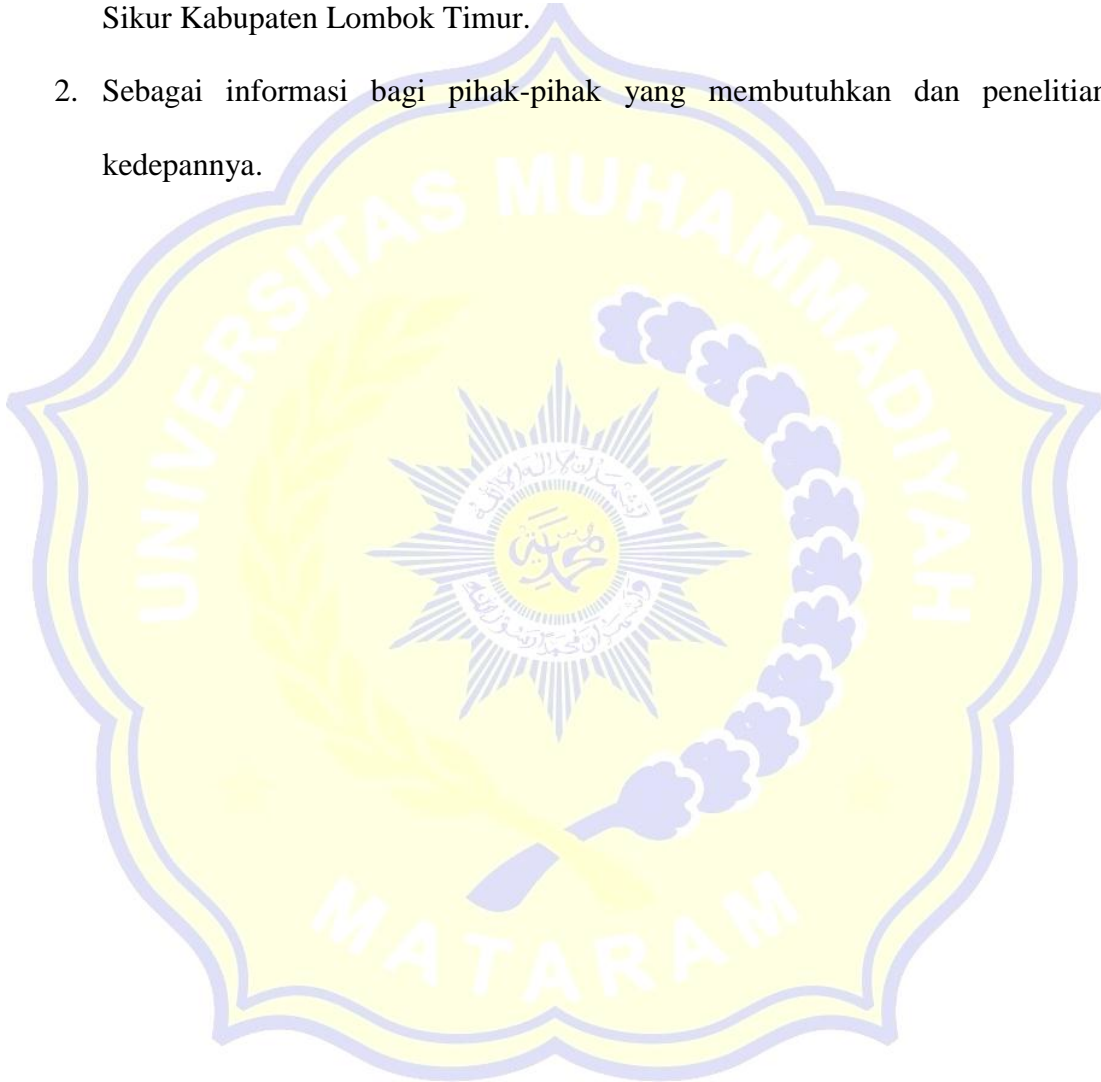 Sikur Kabupaten Lombok Timur.
2. Sebagai informasi bagi pihak-pihak yang membutuhkan dan penelitian
kedepannya.
UNIVERSITAS MUHAMMADIYAH
MATARAM